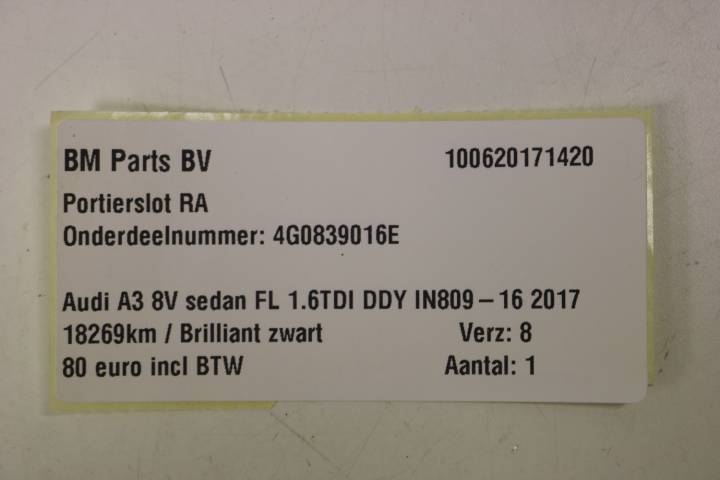 BM Parts BV 100620171420
Portierslot RA
Onderdeelnummer: 4G0839016E
Audi A3 8V sedan FL 1.6TDI DDY IN809-16 2017
18269km / Brilliant zwart Verz: 8
80 euro incl BTW Aantal: 1